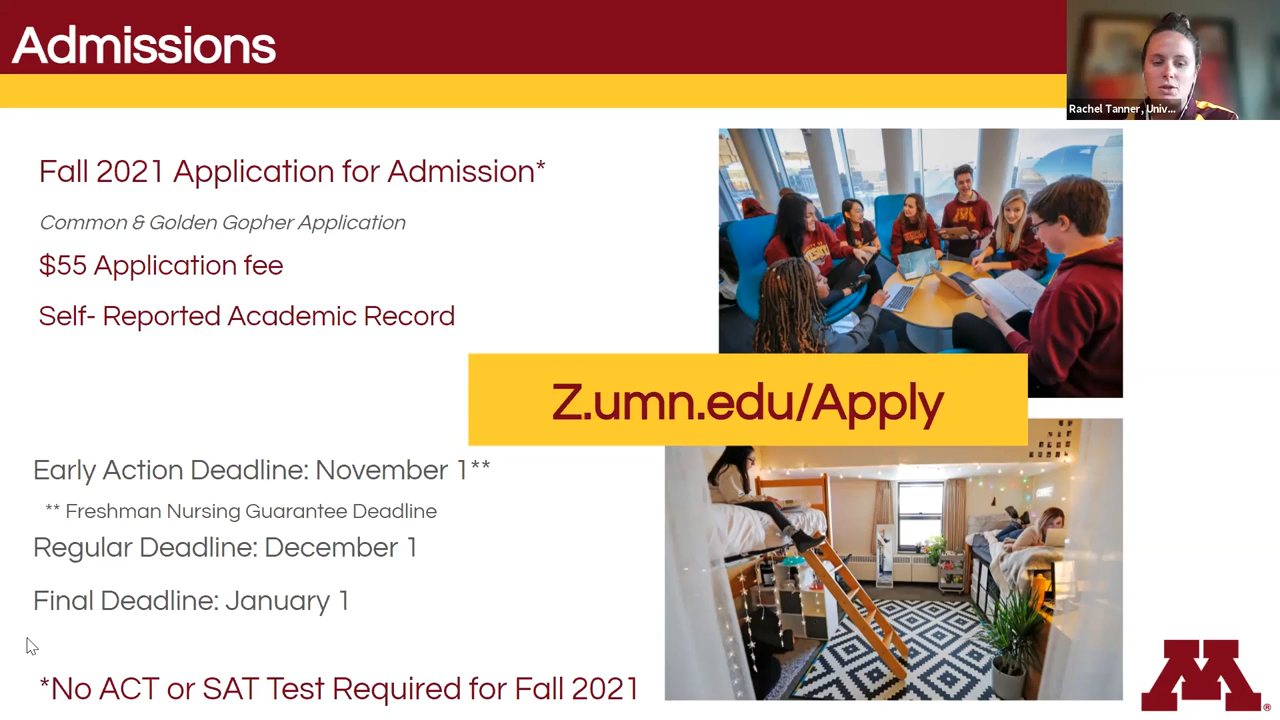 Admissions
Rachel Tanner, Univ...
Fall 2021 Application for Admission*
Common & Golden Gopher Application
$55 Application fee
Self- Reported Academic Record
Z.umn.edu/Apply
Early Action Deadline: November 1**
** Freshman Nursing Guarantee Deadline
Regular Deadline: December 1
Final Deadline: January 1
*No ACT or SAT Test Required for Fall 2021
M®